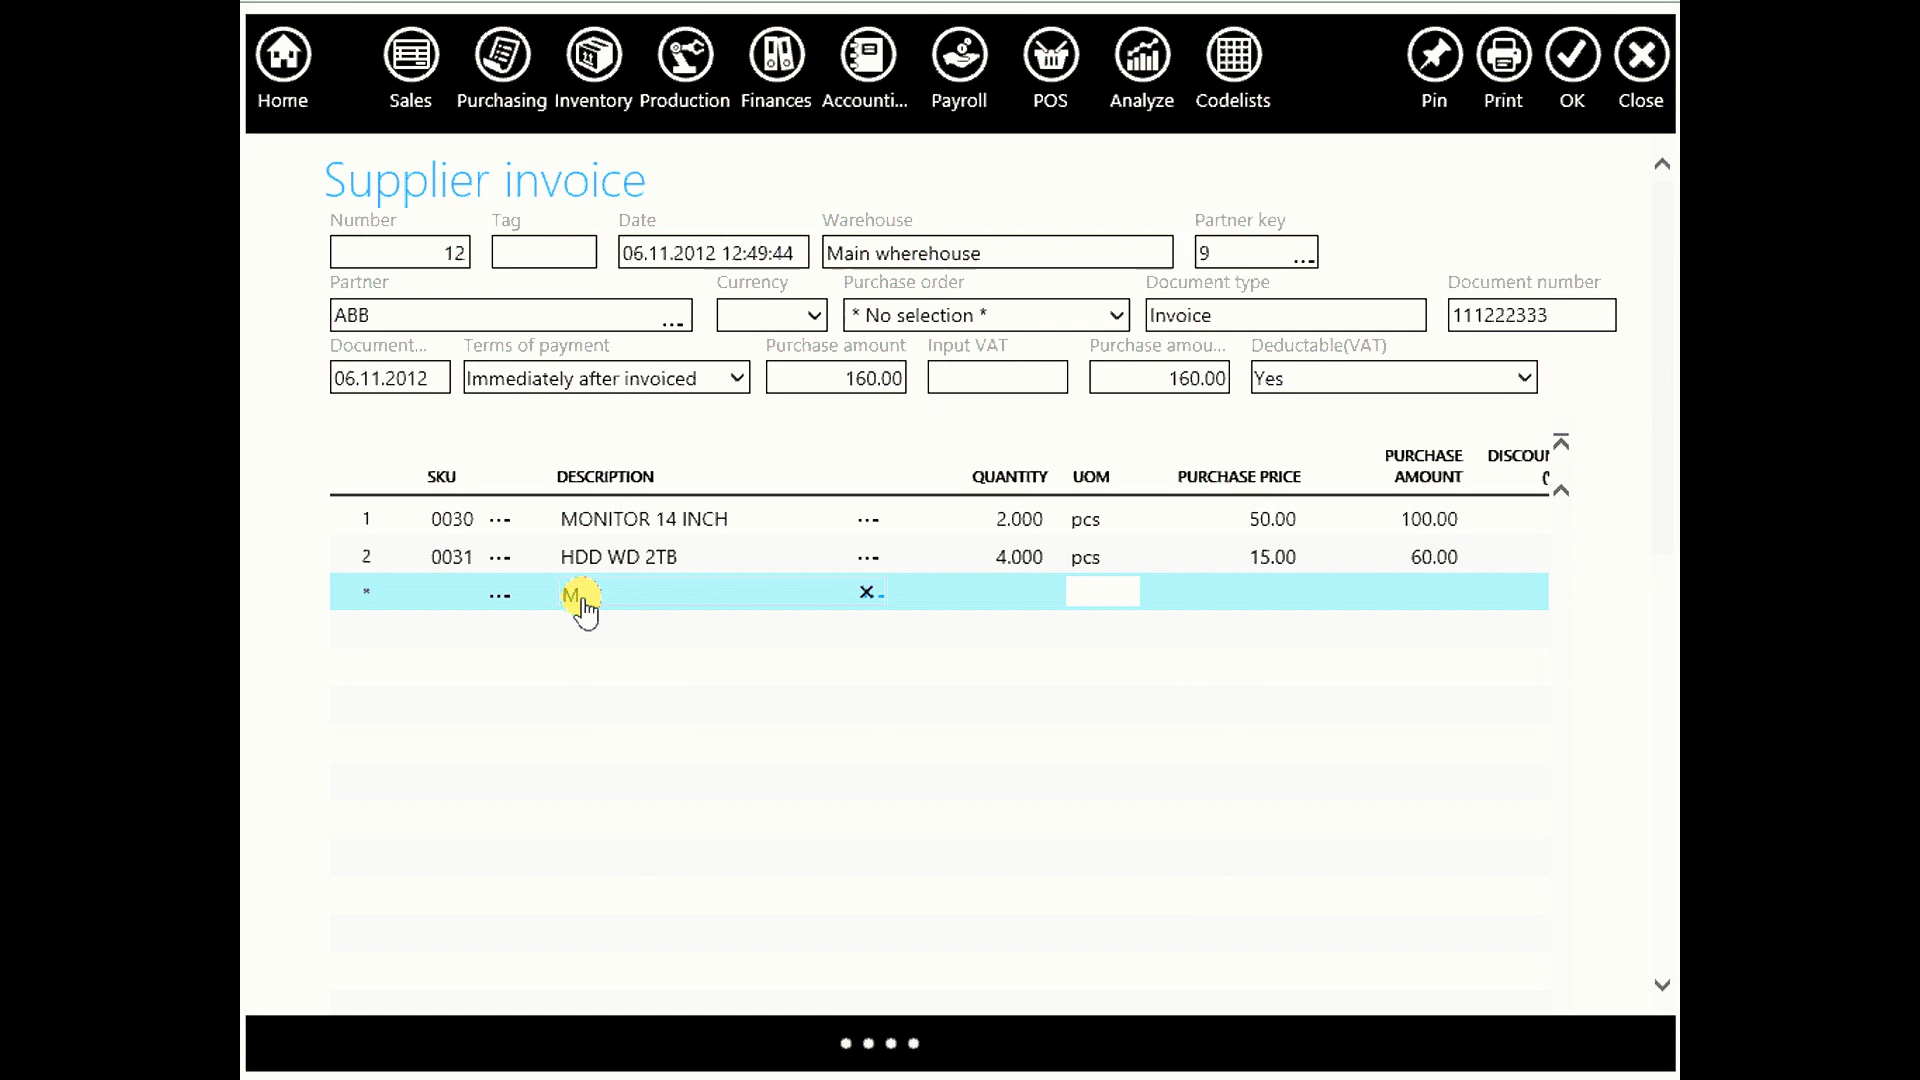 Home Sales Purchasing Inventory Production Finances Accounti... Payroll POS Analyze Codelists Pin Print OK Close
Supplier invoice
Number Tag Date Warehouse Partner key
12 06.11.2012 12:49:44 Main wherehouse 9 ...
Partner Currency Purchase order Document type Document number
ABB ... * No selection * Invoice 111222333
Document... Terms of payment Purchase amount Input VAT Purchase amou... Deductable(VAT)
06.11.2012 Immediately after invoiced 160.00 160.00 Yes
PURCHASE DISCOUN
SKU DESCRIPTION QUANTITY UOM PURCHASE PRICE AMOUNT (
1 0030 ... MONITOR 14 INCH ... 2.000 pcs 50.00 100.00
2 0031 ... HDD WD 2TB ... 4.000 pcs 15.00 60.00
* ... M